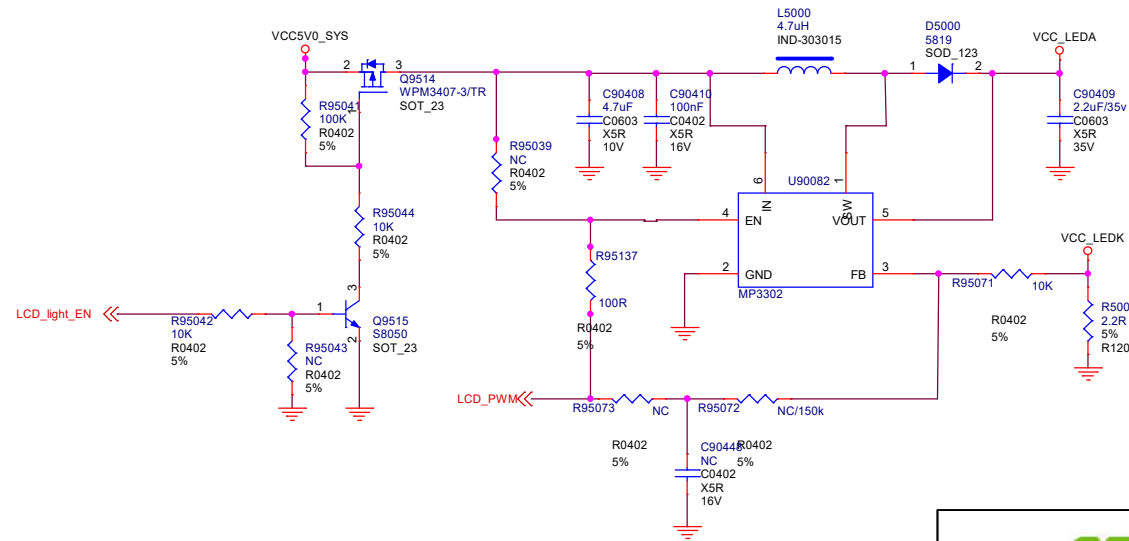 VCC5V0_SYS
2
3
1
Q9514
WPM3407-3/TR
SOT_23
R95041
100K
R0402
5%
R95039
NC
R0402
5%
C90408
4.7uF
C0603
X5R
10V
C90410
100nF
C0402
X5R
16V
L5000
4.7uH
IND-303015
D5000
5819
SOD_123
1
2
VCC_LEDA
C90409
2.2uF/35v
C0603
X5R
35V
R95044
10K
R0402
5%
U90082
6
IN
1
SW
4
EN
VOUT
5
2
GND
FB
3
MP3302
VCC_LEDK
R95071
10K
R0402
5%
R500
2.2R
5%
R120
R95137
100R
R0402
5%
LCD_light_EN
R95042
10K
R0402
5%
R95043
NC
R0402
5%
1
3
2
Q9515
S8050
SOT_23
LCD_PWM
R95073
NC
R0402
5%
R95072
NC/150k
R0402
5%
NC
C0402
X5R
16V